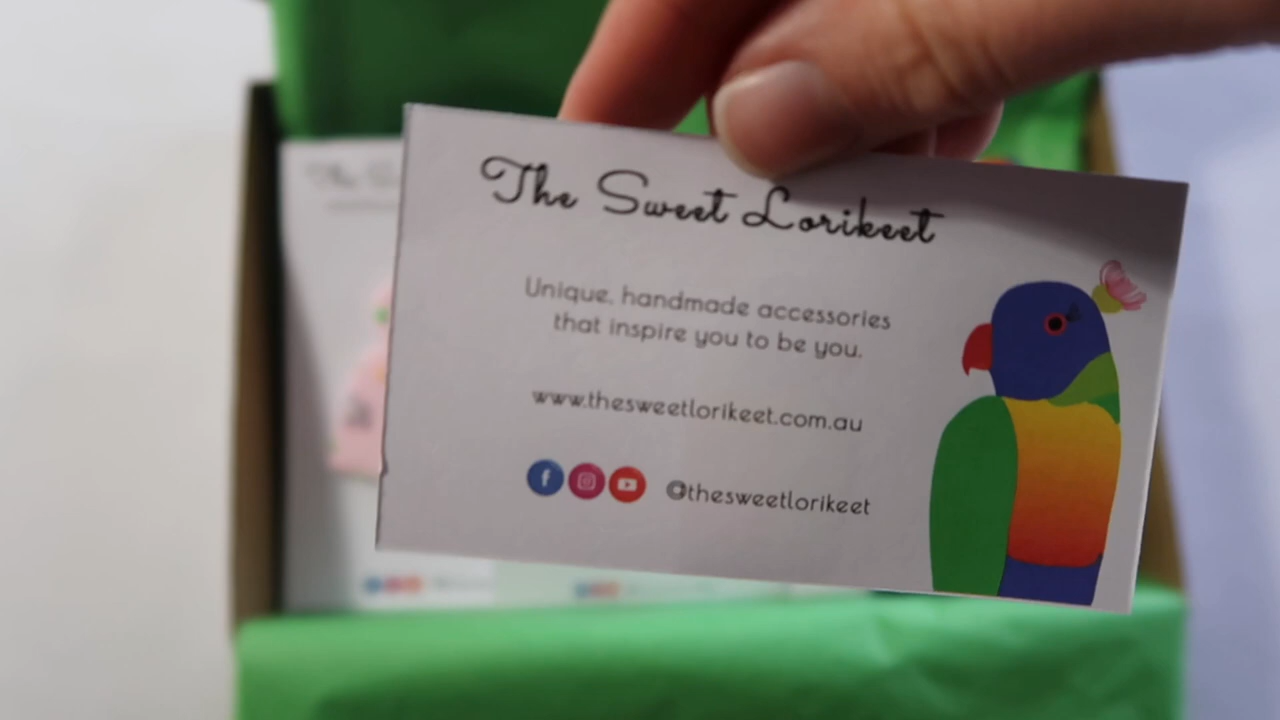 The Sweet Lorikeet
Unique, handmade accessories
that inspire you to be you.
www.thesweetlorikeet.com.au
@thesweetlorikeet